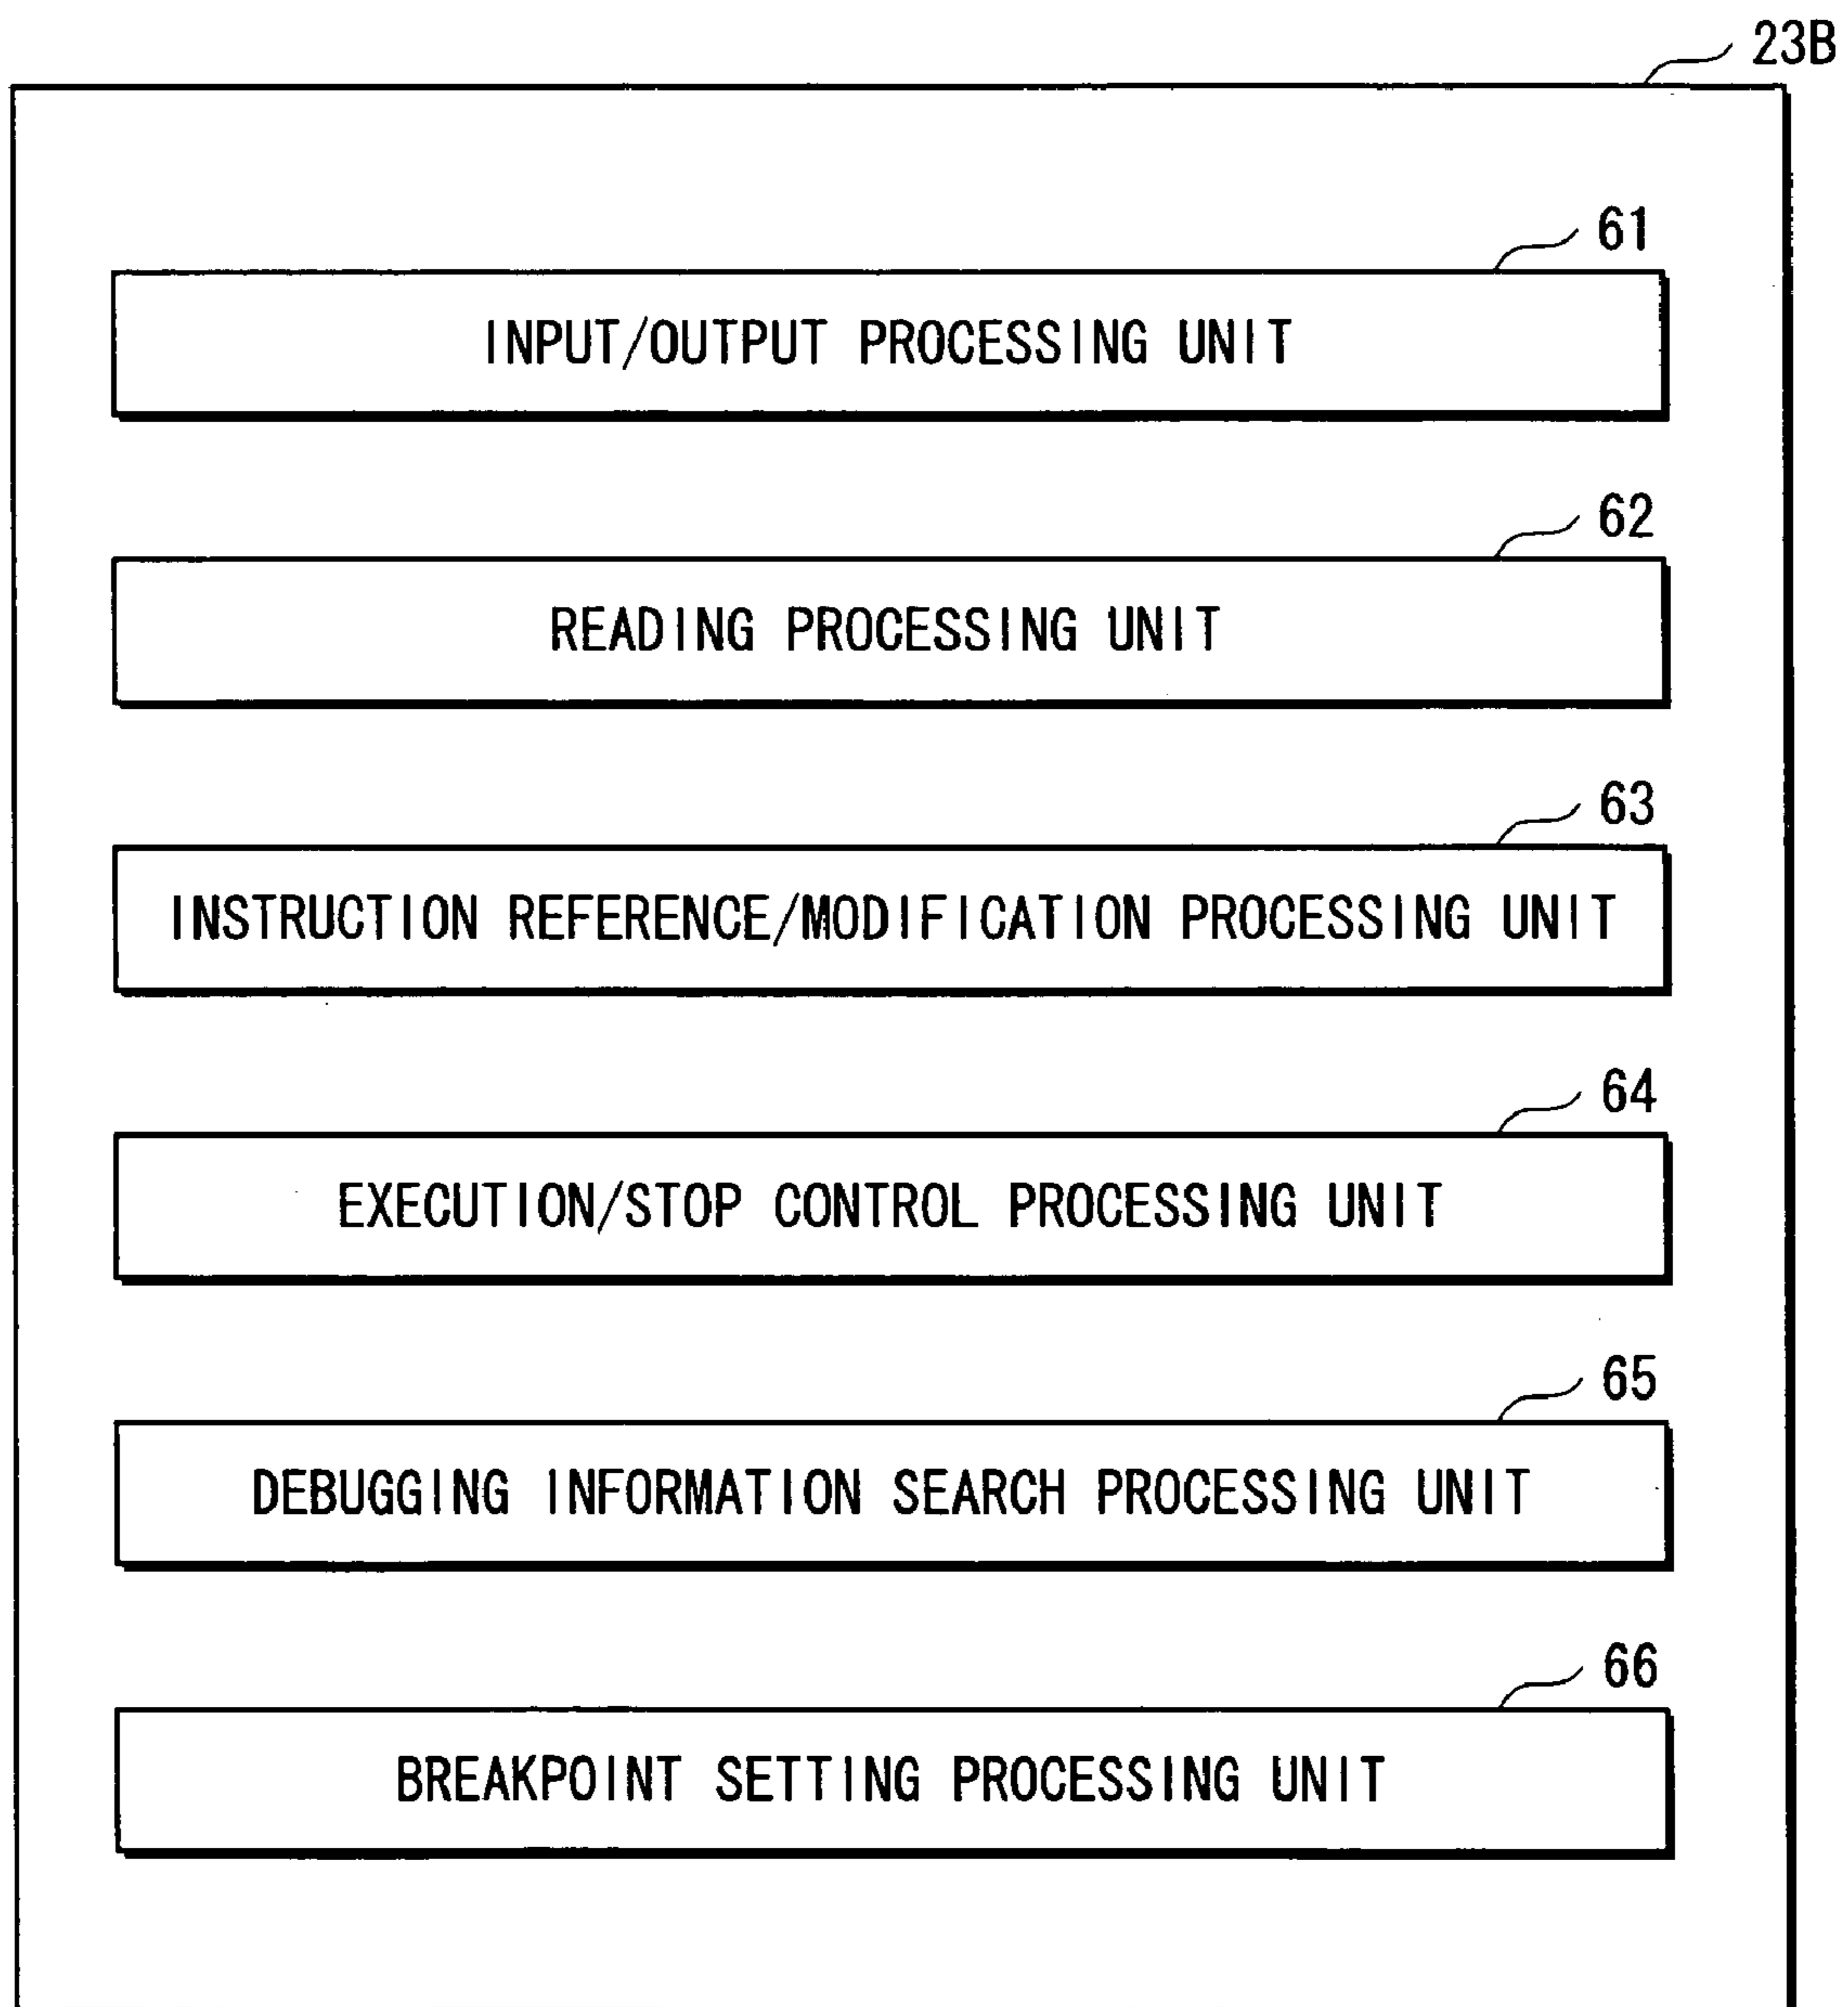 23B
61
INPUT/OUTPUT PROCESSING UNIT
62
READING PROCESSING UNIT
63
INSTRUCTION REFERENCE/MODIFICATION PROCESSING UNIT
64
EXECUTION/STOP CONTROL PROCESSING UNIT
65
DEBUGGING INFORMATION SEARCH PROCESSING UNIT
66
BREAKPOINT SETTING PROCESSING UNIT